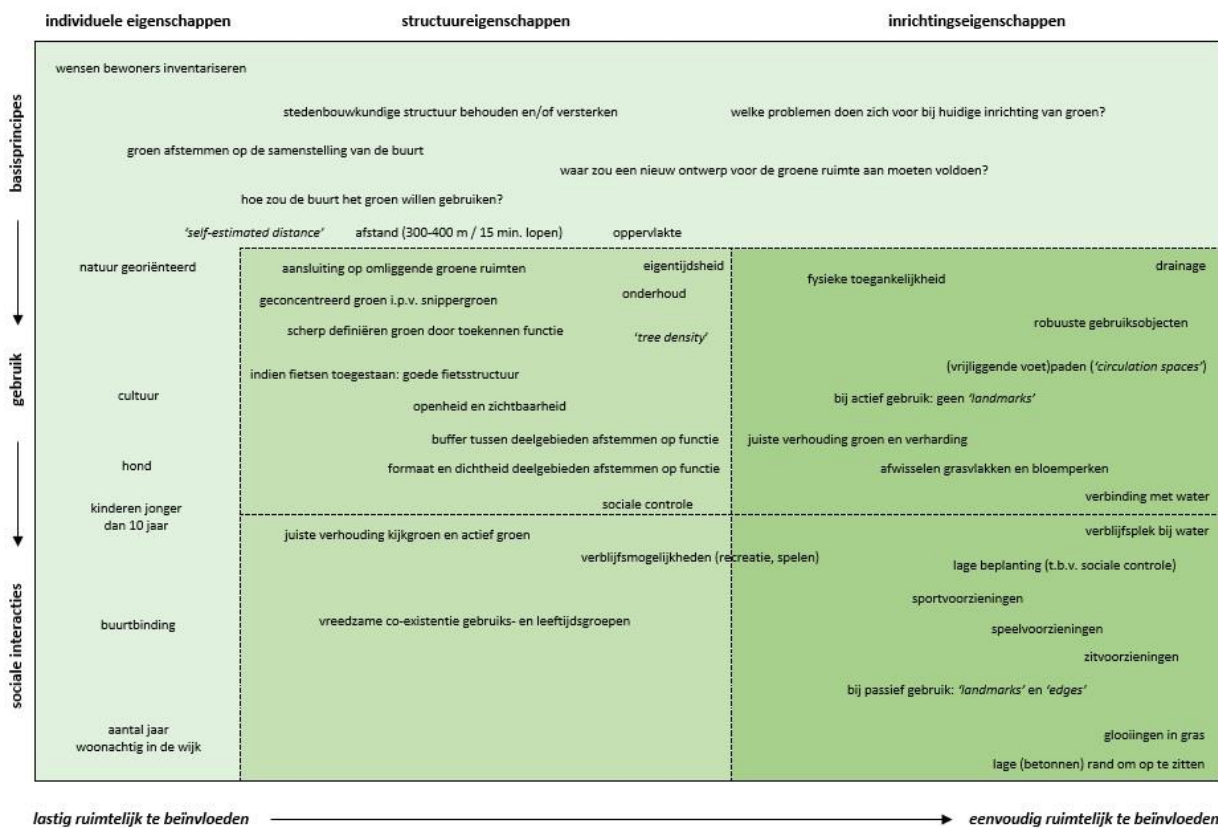 individuele eigenschappen
structuureigenschappen
inrichtingseigenschappen
basisprincipes
wensen bewoners inventariseren
stedenbouwkundige structuur behouden en/of versterken
welke problemen doen zich voor bij huidige inrichting van groen?
groen afstemmen op de samenstelling van de buurt
waar zou een nieuw ontwerp voor de groene ruimte aan moeten voldoen?
hoe zou de buurt het groen willen gebruiken?
'self-estimated distance'
afstand (300-400 m / 15 min. lopen)
oppervlakte
gebruik
natuur georiënteerd
cultuur
hond
kinderen jonger
dan 10 jaar
aansluiting op omliggende groene ruimten
eigentijdsheid
geconcentreerd groen i.p.v. snippergroen
onderhoud
scherp definiëren groen door toekennen functie
'tree density'
indien fietsen toegestaan: goede fietsstructuur
openheid en zichtbaarheid
buffer tussen deelgebieden afstemmen op functie
formaat en dichtheid deelgebieden afstemmen op functie
sociale controle
drainage
fysieke toegankelijkheid
robuuste gebruiksobjecten
(vrijliggende voet)paden ('circulation spaces')
bij actief gebruik: geen 'landmarks'
juiste verhouding groen en verharding
afwisselen grasvlakken en bloemperken
verbinding met water
sociale interacties
buurtbinding
aantal jaar
woonachtig in de wijk
juiste verhouding kijkgroen en actief groen
verblijfsmogelijkheden (recreatie, spelen)
vreedzame co-existentie gebruiks- en leeftijdsgroepen
verblijfsplek bij water
lage beplanting (t.b.v. sociale controle)
sportvoorzieningen
speelvoorzieningen
zitvoorzieningen
bij passief gebruik: 'landmarks' en 'edges'
glooiingen in gras
lage (betonnen) rand om op te zitten
lastig ruimtelijk te beïnvloeden
eenvoudig ruimtelijk te beïnvloeden